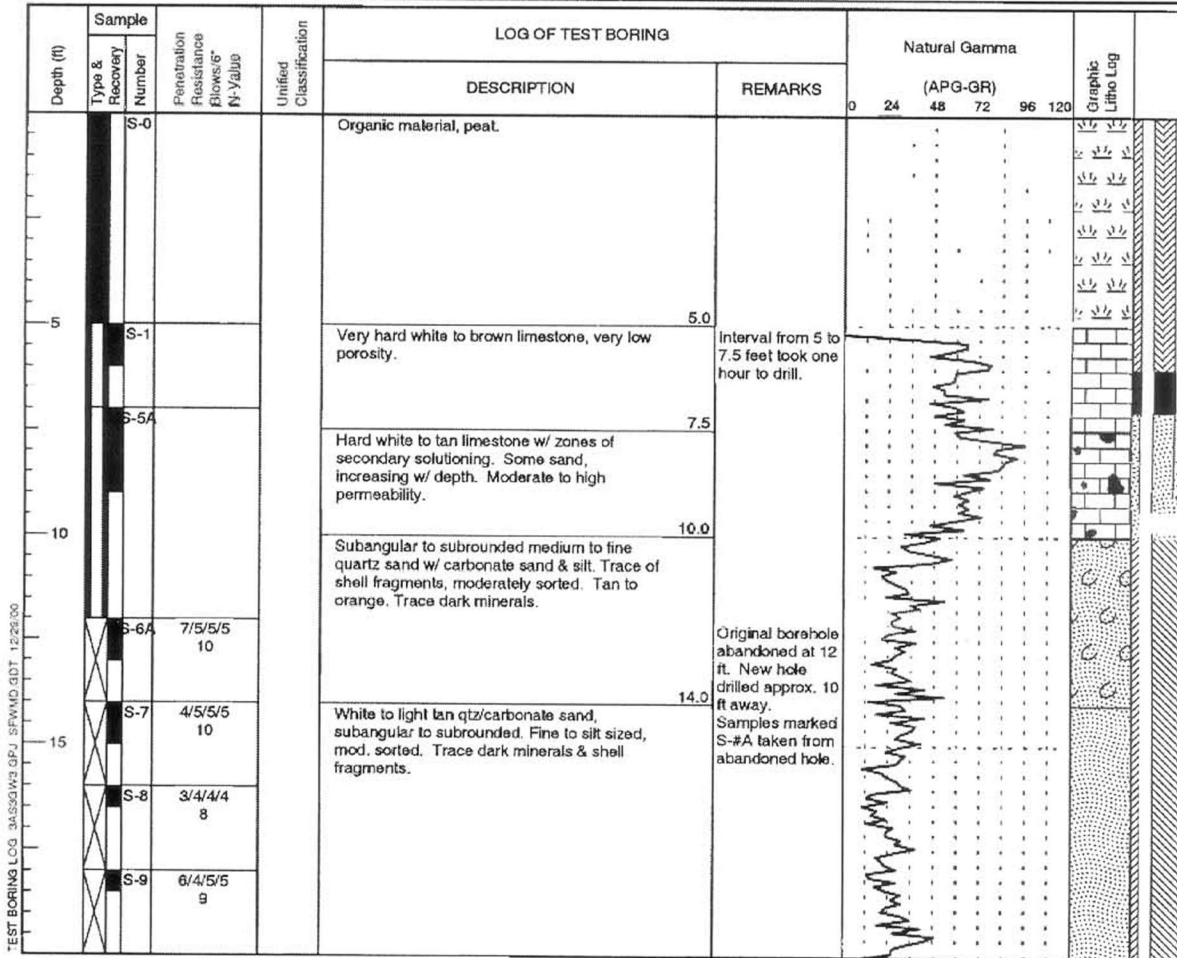 Depth (ft)
Sample
Type &
Recovery
Number
Penetration
Resistance
Blows/6"
N-Value
Unified
Classification
LOG OF TEST BORING
DESCRIPTION
REMARKS
Natural Gamma
(APG-GR)
0 24 48 72 96 120
Graphic
Litho Log
S-0
Organic material, peat.
5.0
5
S-1
Very hard white to brown limestone, very low
porosity.
Interval from 5 to
7.5 feet took one
hour to drill.
7.5
S-5A
Hard white to tan limestone w/ zones of
secondary solutioning. Some sand,
increasing w/ depth. Moderate to high
permeability.
10.0
10
Subangular to subrounded medium to fine
quartz sand w/ carbonate sand & silt. Trace of
shell fragments, moderately sorted. Tan to
orange. Trace dark minerals.
S-6A
7/5/5/5
10
Original borehole
abandoned at 12
ft. New hole
drilled approx. 10
ft away.
Samples marked
S-#A taken from
abandoned hole.
14.0
S-7
4/5/5/5
10
White to light tan qtz/carbonate sand,
subangular to subrounded. Fine to silt sized,
mod. sorted. Trace dark minerals & shell
fragments.
15
S-8
3/4/4/4
8
S-9
6/4/5/5
9
TEST BORING LOG 3AS3GW3.GPJ SFWMD.GDT 12/29/00